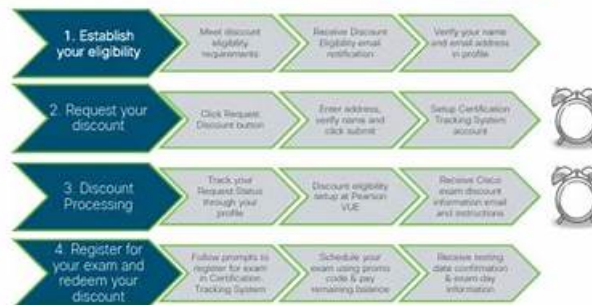 1. Establish
your eligibility
Meet discount
eligibility
requirements
Receive Discount
Eligibility email
notification
Verify your name
and email address
in profile
2. Request your
discount
Click Request
Discount button
Enter address,
verify name and
click submit
Setup Certification
Tracking System
account
3. Discount
Processing
Track your
Request Status
through your
profile
Discount eligibility
setup at Pearson
VUE
Receive Cisco
exam discount
information email
and instructions
4. Register for
your exam and
redeem your
discount
Follow prompts to
register for exam
in Certification
Tracking System
Schedule your
exam using promo
code & pay
remaining balance
Receive testing
date confirmation
& exam day
information